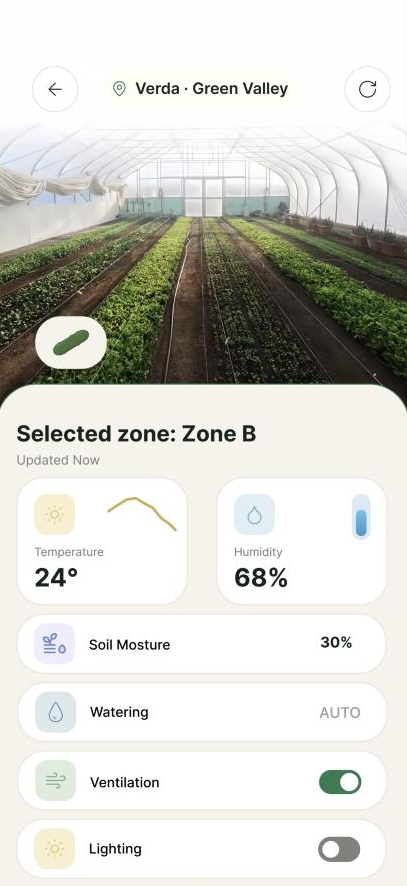 Verda · Green Valley
Selected zone: Zone B
Updated Now
Temperature
24°
Humidity
68%
Soil Mosture
30%
Watering
AUTO
Ventilation
Lighting